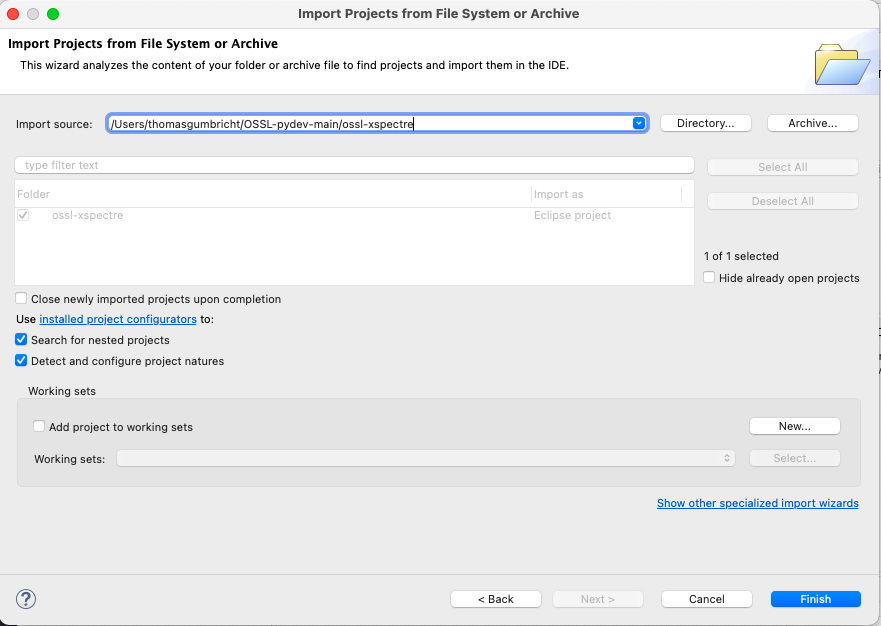 Import Projects from File System or Archive
Import Projects from File System or Archive
This wizard analyzes the content of your folder or archive file to find projects and import them in the IDE.
Import source: /Users/thomasgumbricht/OSSL-pydev-main/ossl-xspectre Directory... Archive...
type filter text Select All
Folder Import as
Deselect All
ossl-xspectre Eclipse project
1 of 1 selected
Hide already open projects
Close newly imported projects upon completion
Use installed project configurators to:
Search for nested projects
Detect and configure project natures
Working sets
Add project to working sets New...
Working sets: Select...
Show other specialized import wizards
? < Back Next > Cancel Finish